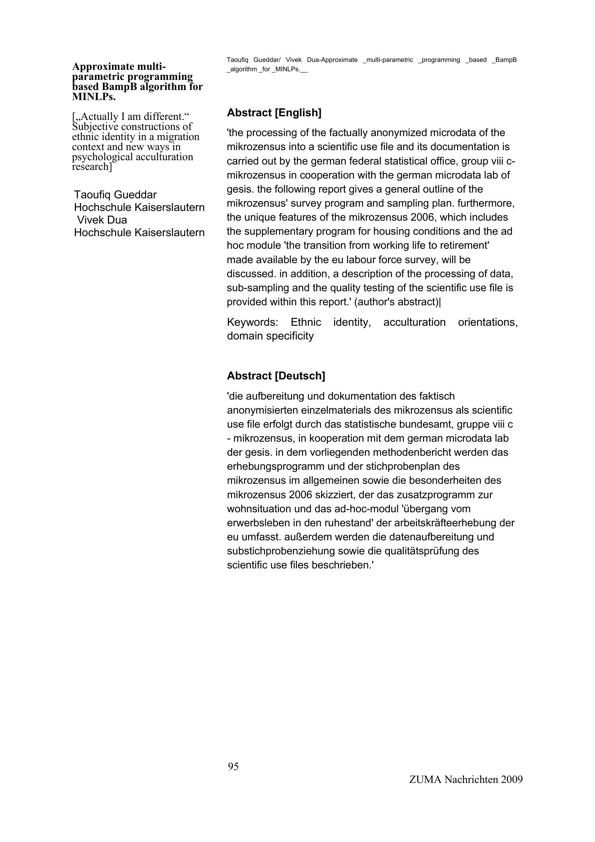 Approximate multi-
parametric programming
based BampB algorithm for
MINLPs.
[„Actually I am different.“
Subjective constructions of
ethnic identity in a migration
context and new ways in
psychological acculturation
research]
Taoufiq Gueddar
Hochschule Kaiserslautern
Vivek Dua
Hochschule Kaiserslautern
Taoufiq Gueddar/ Vivek Dua-Approximate _multi-parametric _programming _based _BampB
_algorithm _for _MINLPs.__
Abstract [English]
'the processing of the factually anonymized microdata of the
mikrozensus into a scientific use file and its documentation is
carried out by the german federal statistical office, group viii c-
mikrozensus in cooperation with the german microdata lab of
gesis. the following report gives a general outline of the
mikrozensus' survey program and sampling plan. furthermore,
the unique features of the mikrozensus 2006, which includes
the supplementary program for housing conditions and the ad
hoc module 'the transition from working life to retirement'
made available by the eu labour force survey, will be
discussed. in addition, a description of the processing of data,
sub-sampling and the quality testing of the scientific use file is
provided within this report.' (author's abstract)|
Keywords: Ethnic identity, acculturation orientations,
domain specificity
Abstract [Deutsch]
'die aufbereitung und dokumentation des faktisch
anonymisierten einzelmaterials des mikrozensus als scientific
use file erfolgt durch das statistische bundesamt, gruppe viii c
- mikrozensus, in kooperation mit dem german microdata lab
der gesis. in dem vorliegenden methodenbericht werden das
erhebungsprogramm und der stichprobenplan des
mikrozensus im allgemeinen sowie die besonderheiten des
mikrozensus 2006 skizziert, der das zusatzprogramm zur
wohnsituation und das ad-hoc-modul 'übergang vom
erwerbsleben in den ruhestand' der arbeitskräfteerhebung der
eu umfasst. außerdem werden die datenaufbereitung und
substichprobenziehung sowie die qualitätsprüfung des
scientific use files beschrieben.'
95
ZUMA Nachrichten 2009